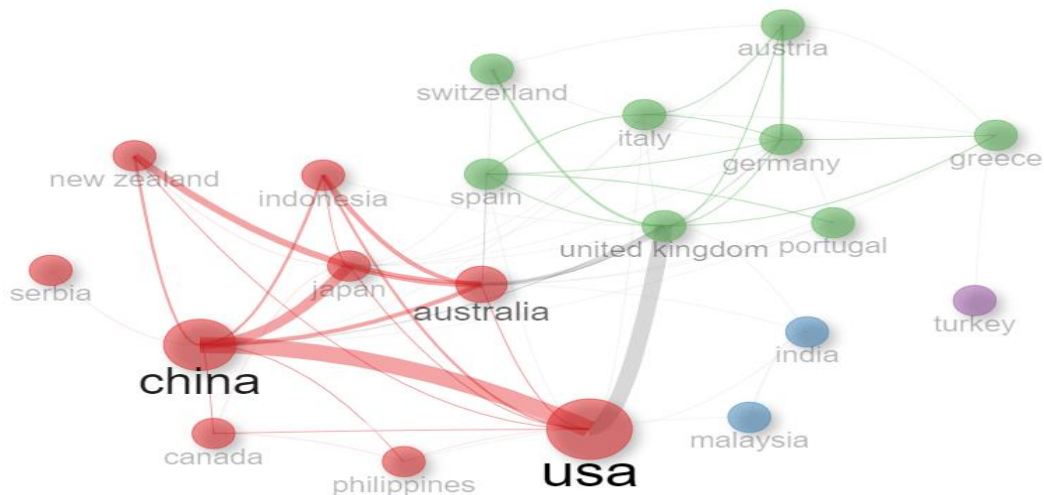 austria
switzerland
italy
germany
greece
new zealand
indonesia
spain
united kingdom
portugal
serbia
japan
australia
turkey
india
china
malaysia
canada
usa
philippines